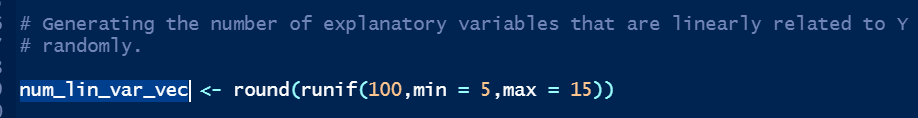 # Generating the number of explanatory variables that are linearly related to Y
# randomly.
num_lin_var_vec <- round(runif(100,min = 5,max = 15))